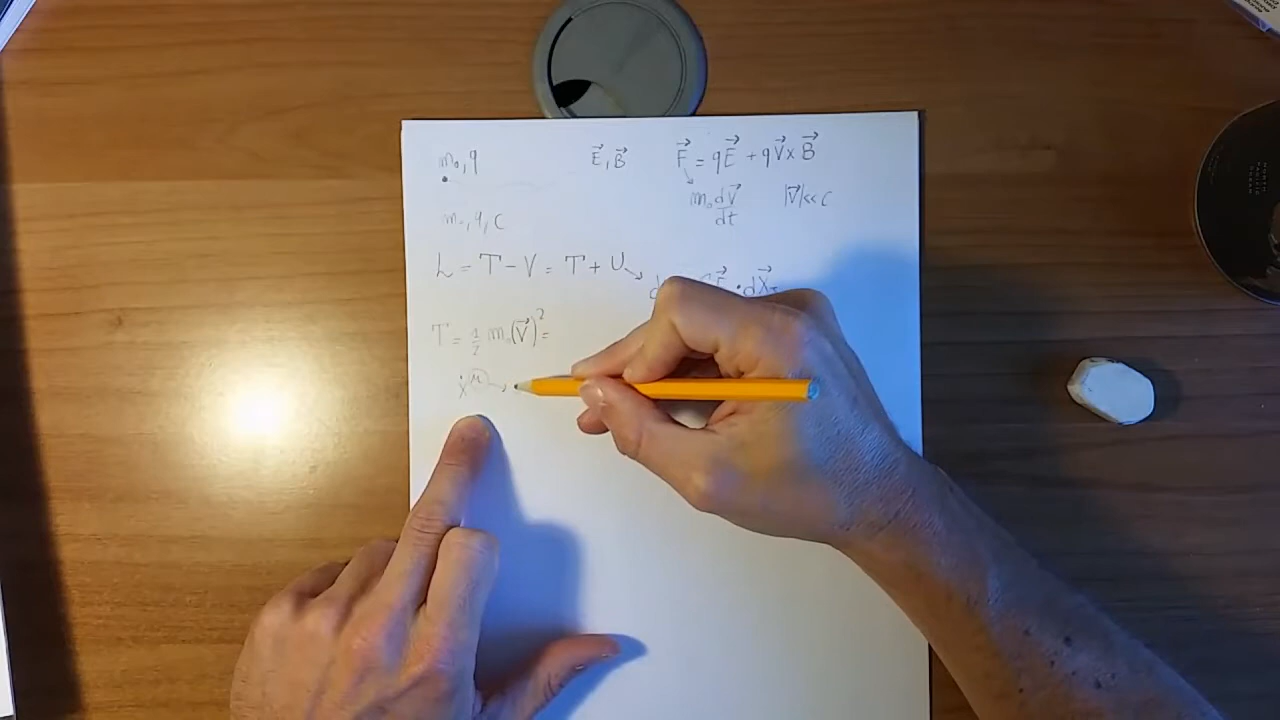 m₀,q    E⃗,B⃗    F⃗ = qE⃗ + qV⃗×B⃗
m₀ dV⃗/dt    |V⃗|<<c
m₀,q,c
L = T - V = T + U
T = 1/2 m₀(V⃗)² =
ẋ^μ